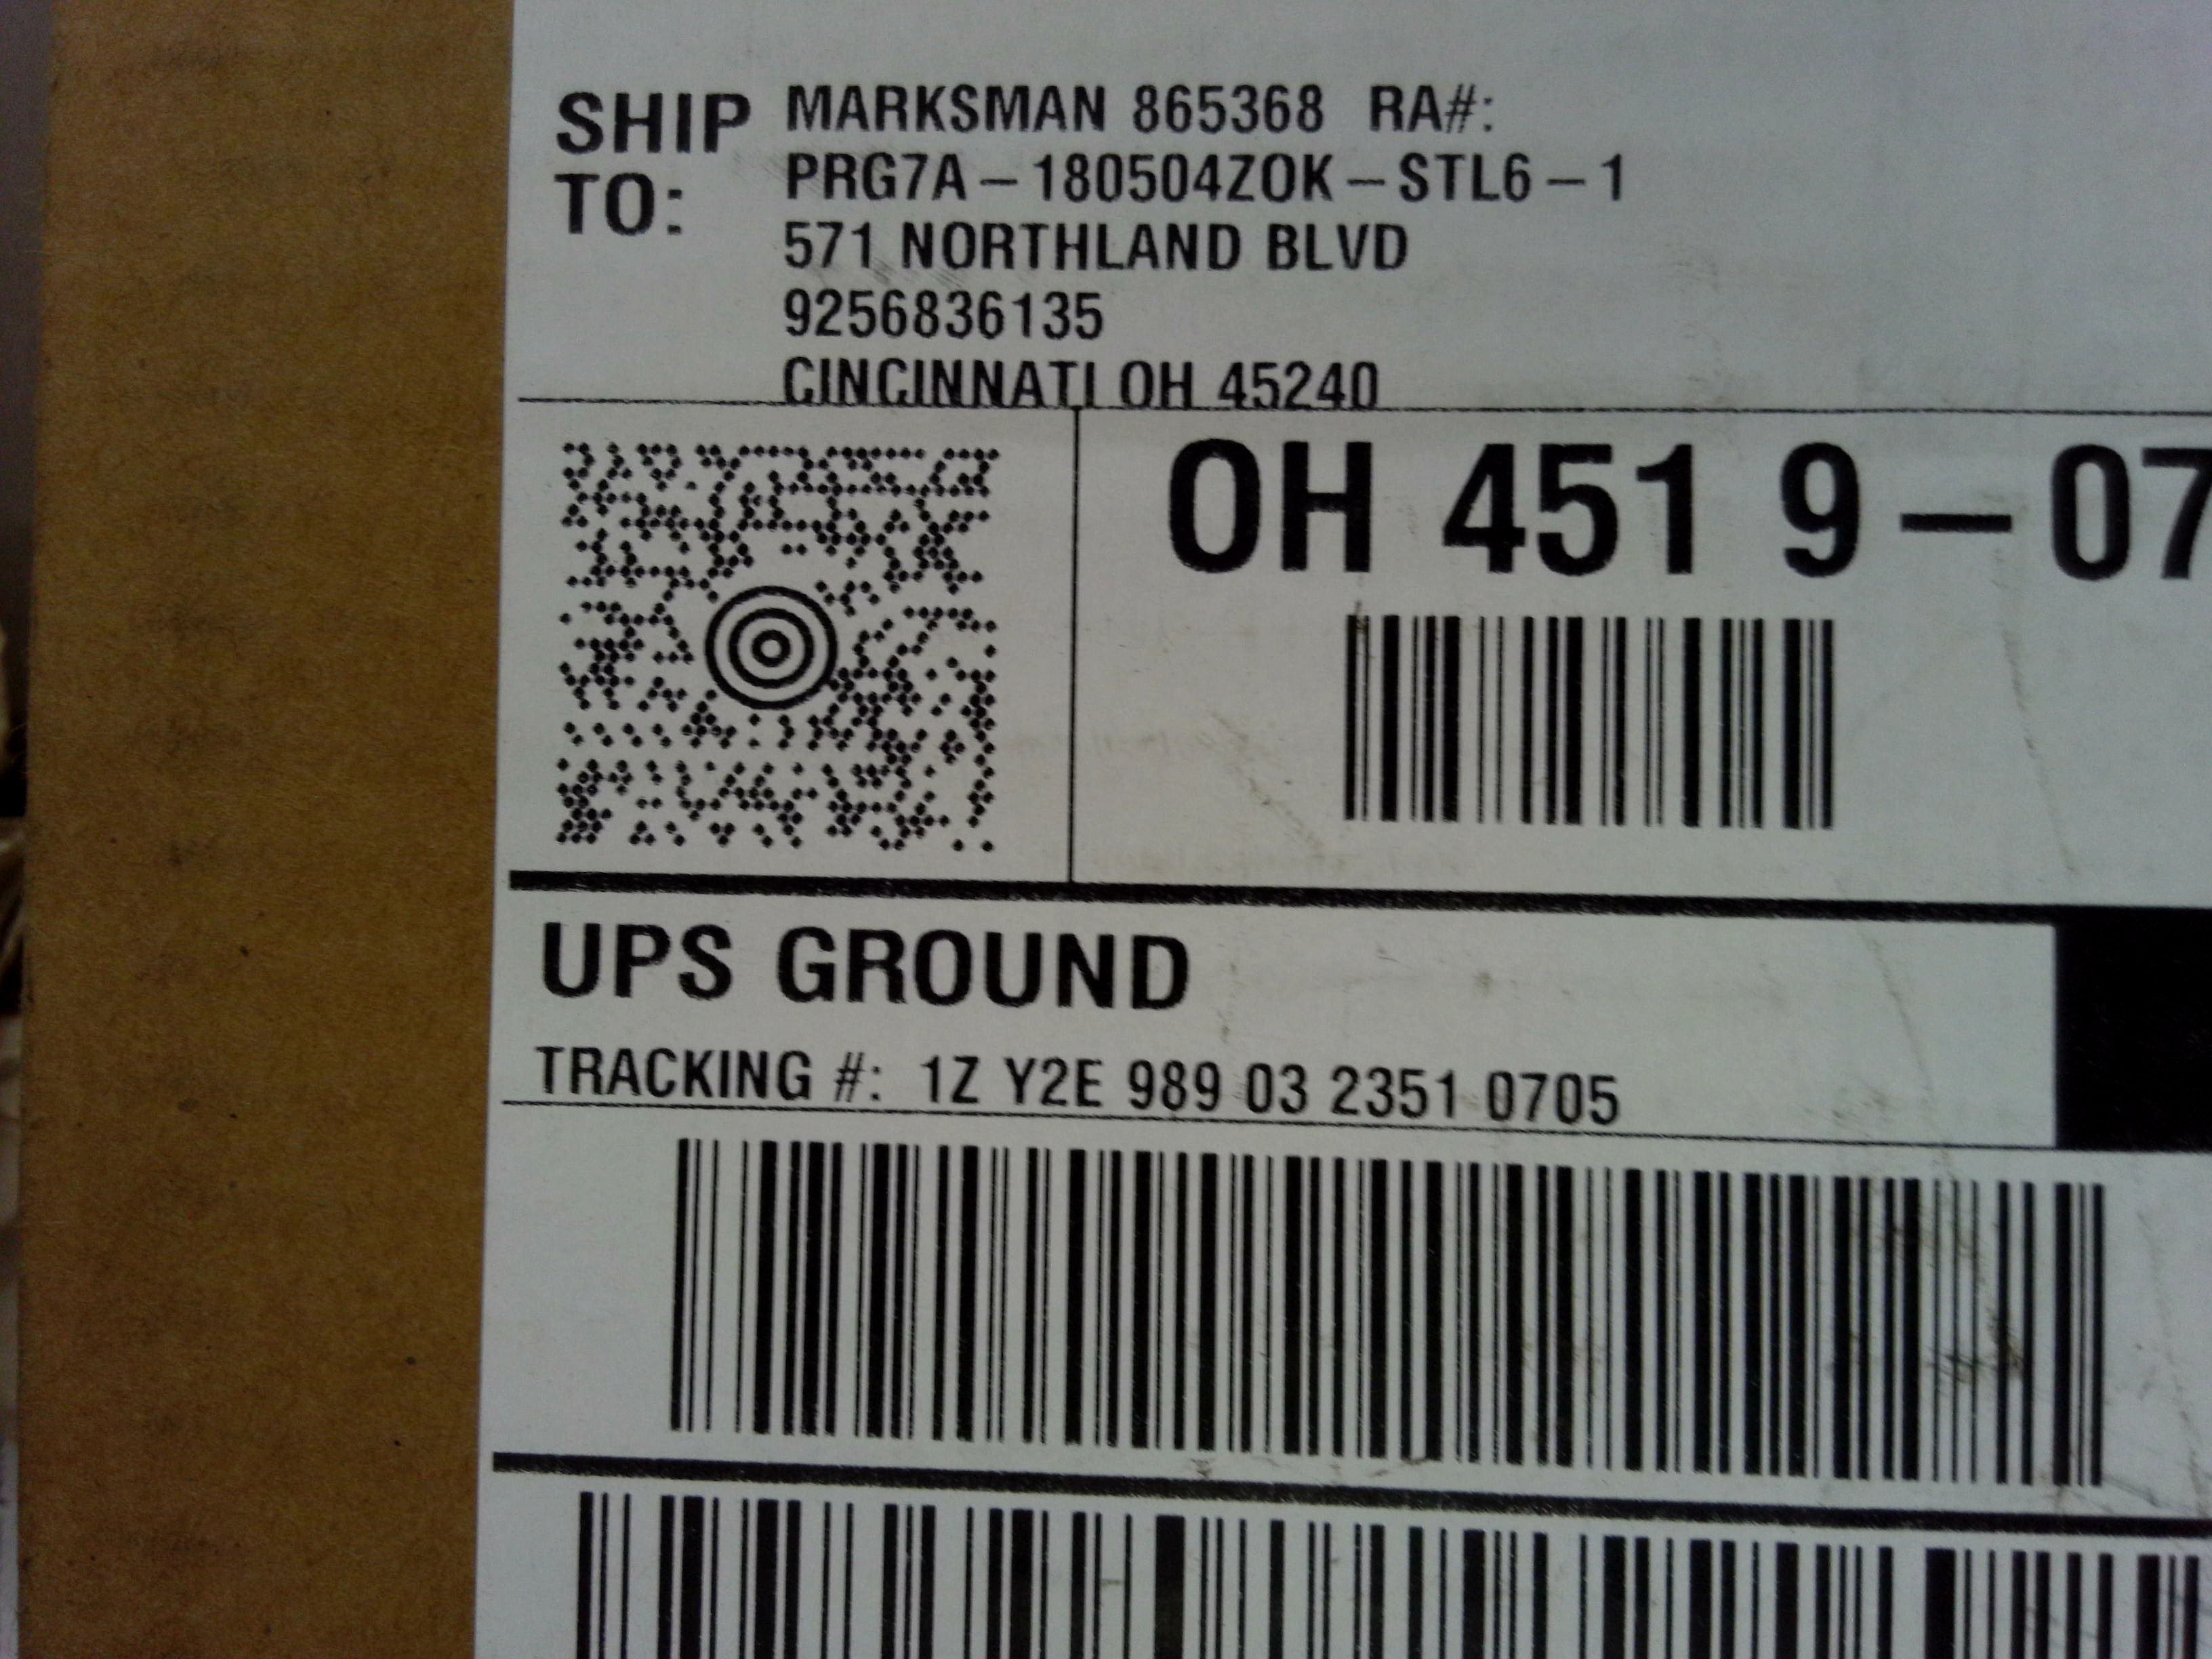 SHIP TO:
MARKSMAN 865368 RA#:
PRG7A-180504ZOK-STL6-1
571 NORTHLAND BLVD
9256836135
CINCINNATI OH 45240
OH 451 9-07
UPS GROUND
TRACKING #: 1Z Y2E 989 03 2351 0705